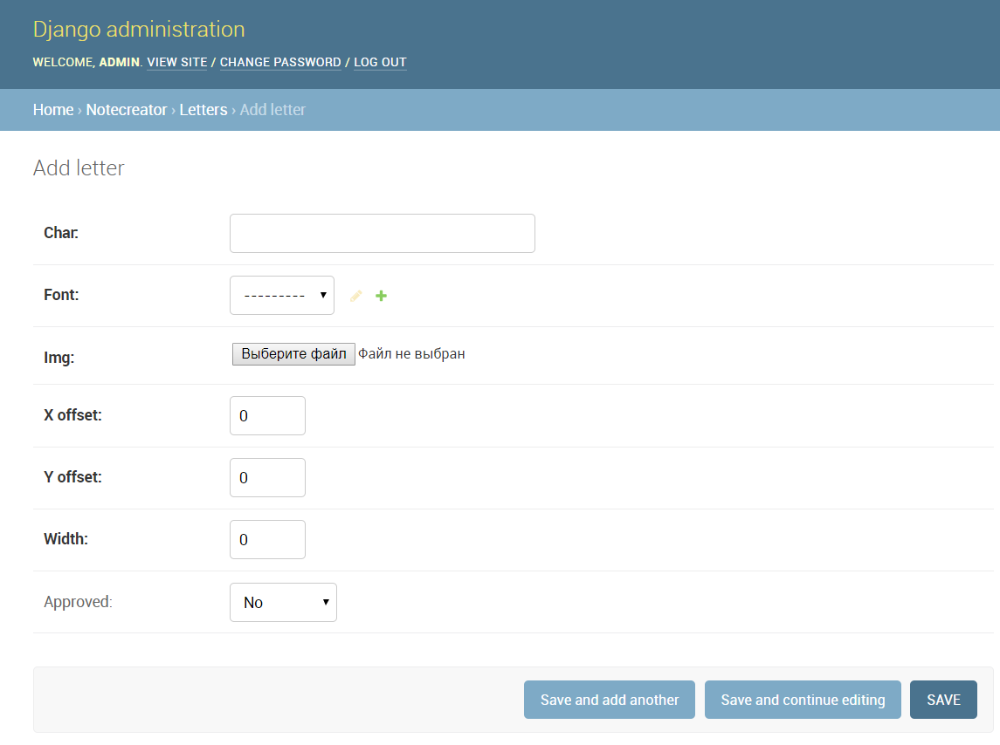 Django administration
WELCOME, ADMIN. VIEW SITE / CHANGE PASSWORD / LOG OUT
Home › Notecreator › Letters › Add letter
Add letter
Char:
Font: ---------
Img: Выберите файл Файл не выбран
X offset: 0
Y offset: 0
Width: 0
Approved: No
Save and add another Save and continue editing SAVE